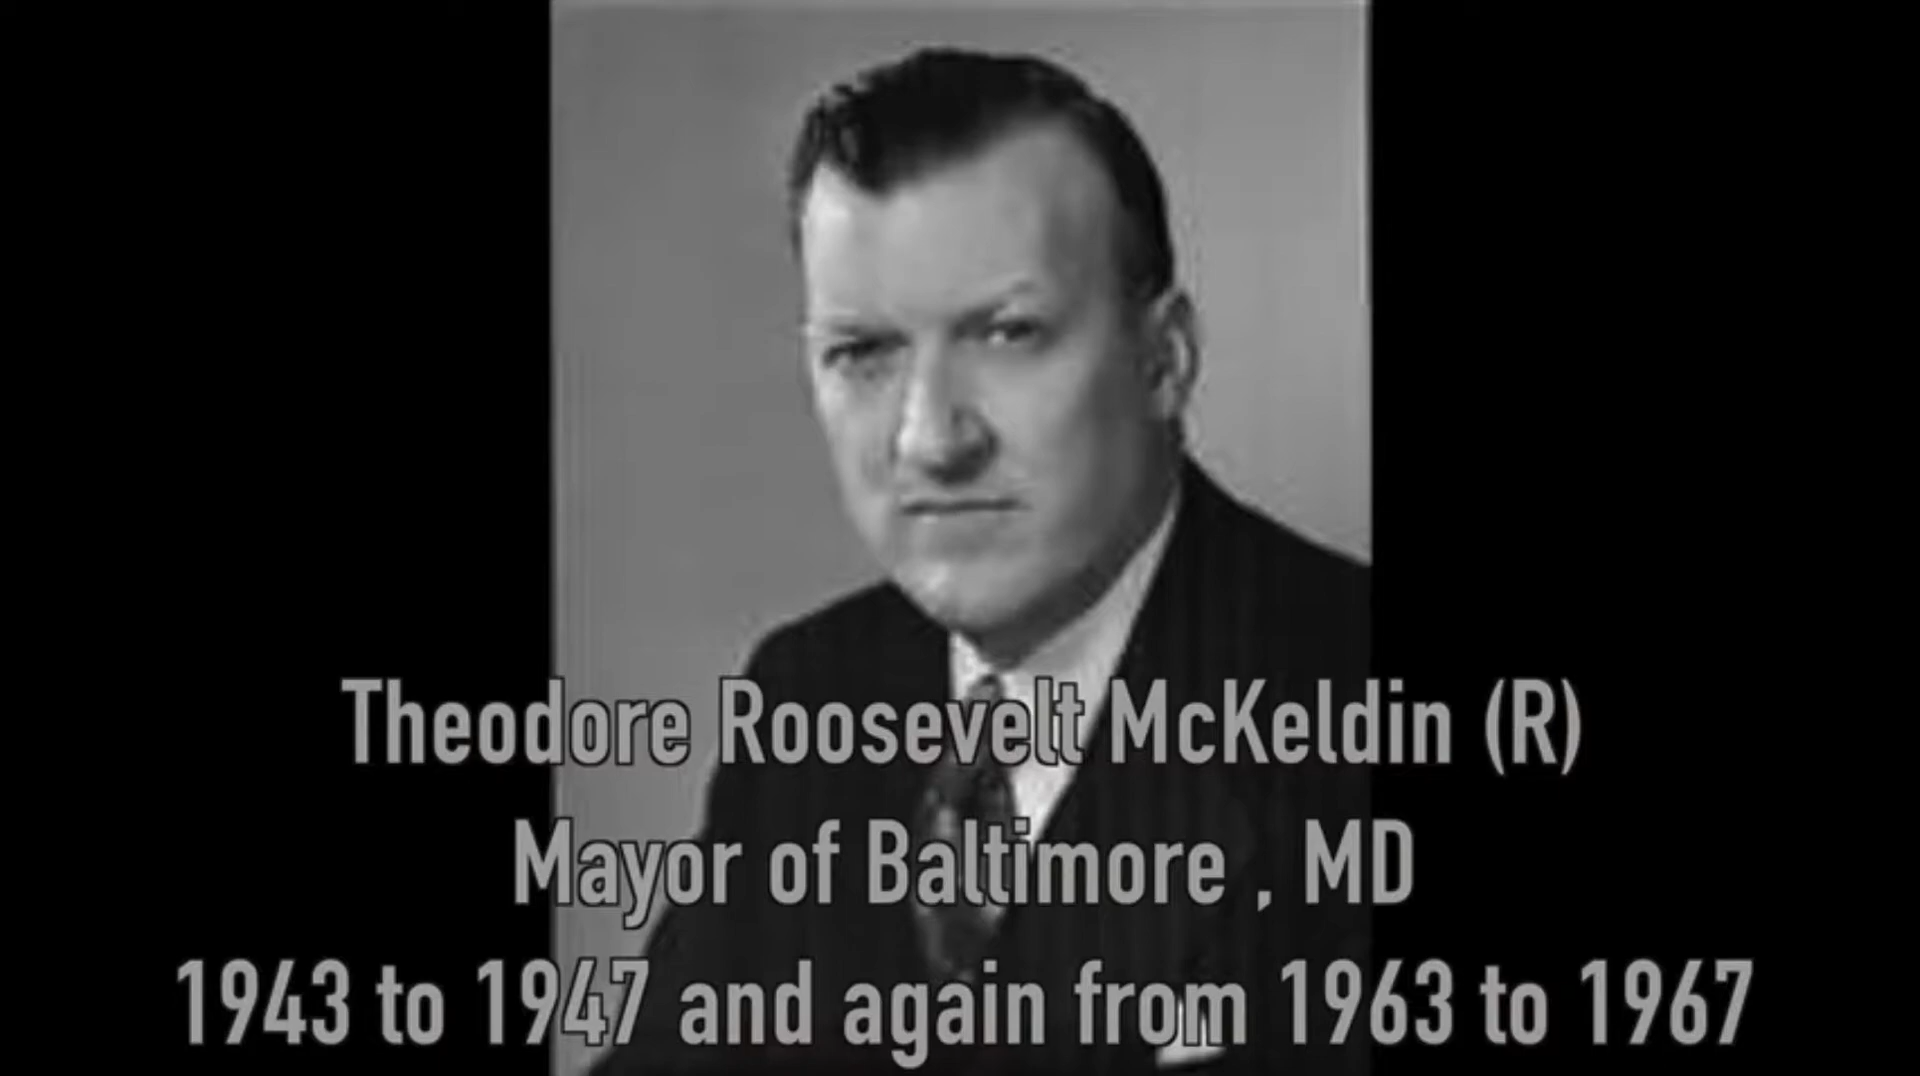 Theodore Roosevelt McKeldin (R)
Mayor of Baltimore , MD
1943 to 1947 and again from 1963 to 1967